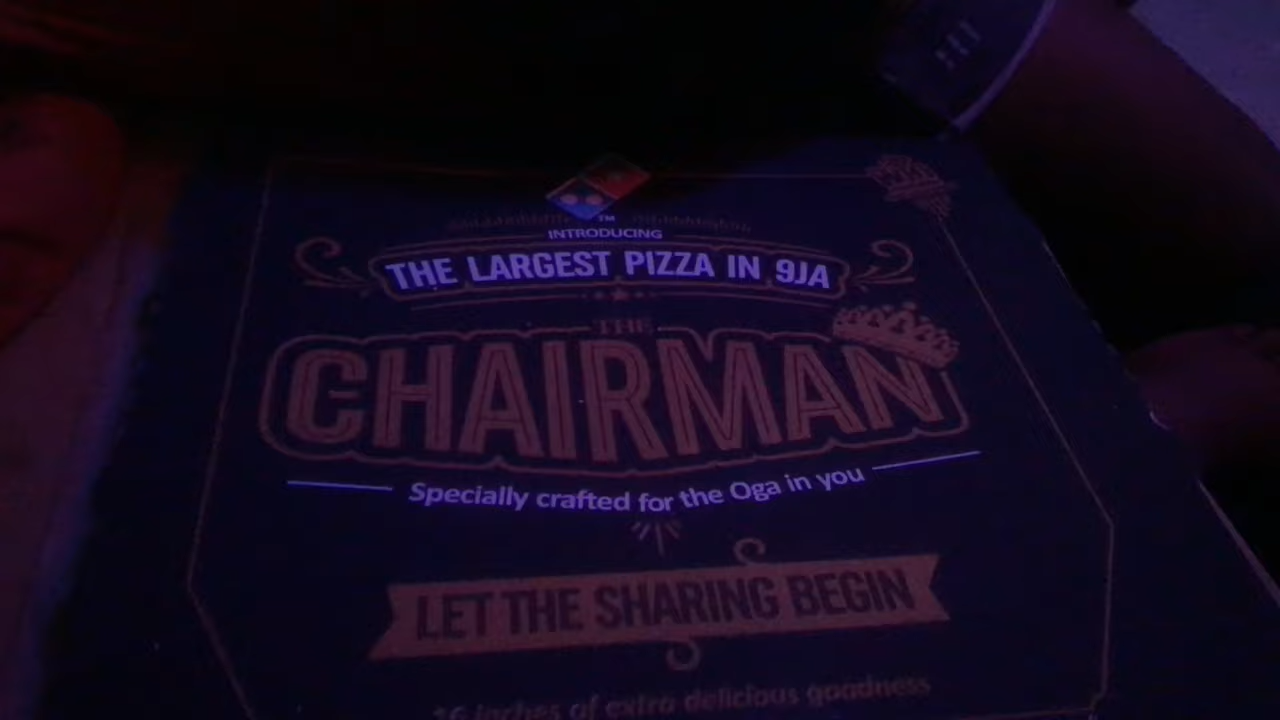 TM
INTRODUCING
THE LARGEST PIZZA IN 9JA
THE
CHAIRMAN
Specially crafted for the Oga in you
LET THE SHARING BEGIN
inches of extra delicious goodness